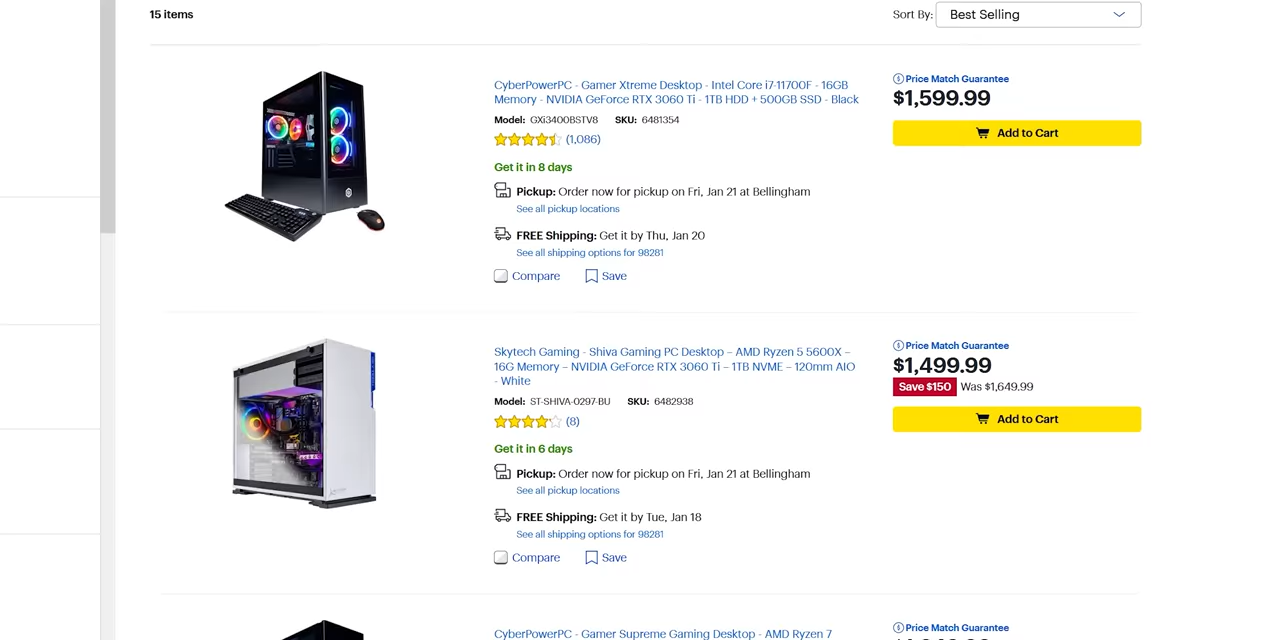 15 items
Sort By: Best Selling
CyberPowerPC - Gamer Xtreme Desktop - Intel Core i7-11700F - 16GB
Memory - NVIDIA GeForce RTX 3060 Ti - 1TB HDD + 500GB SSD - Black
Model: GXi3400BSTV8 SKU: 6481354
(1,086)
Get it in 8 days
Pickup: Order now for pickup on Fri, Jan 21 at Bellingham
See all pickup locations
FREE Shipping: Get it by Thu, Jan 20
See all shipping options for 98281
Compare Save
Price Match Guarantee
$1,599.99
Add to Cart
Skytech Gaming - Shiva Gaming PC Desktop – AMD Ryzen 5 5600X –
16G Memory – NVIDIA GeForce RTX 3060 Ti – 1TB NVME – 120mm AIO
- White
Model: ST-SHIVA-0297-BU SKU: 6482938
(8)
Get it in 6 days
Pickup: Order now for pickup on Fri, Jan 21 at Bellingham
See all pickup locations
FREE Shipping: Get it by Tue, Jan 18
See all shipping options for 98281
Compare Save
Price Match Guarantee
$1,499.99
Save $150 Was $1,649.99
Add to Cart
CyberPowerPC - Gamer Supreme Gaming Desktop - AMD Ryzen 7
Price Match Guarantee